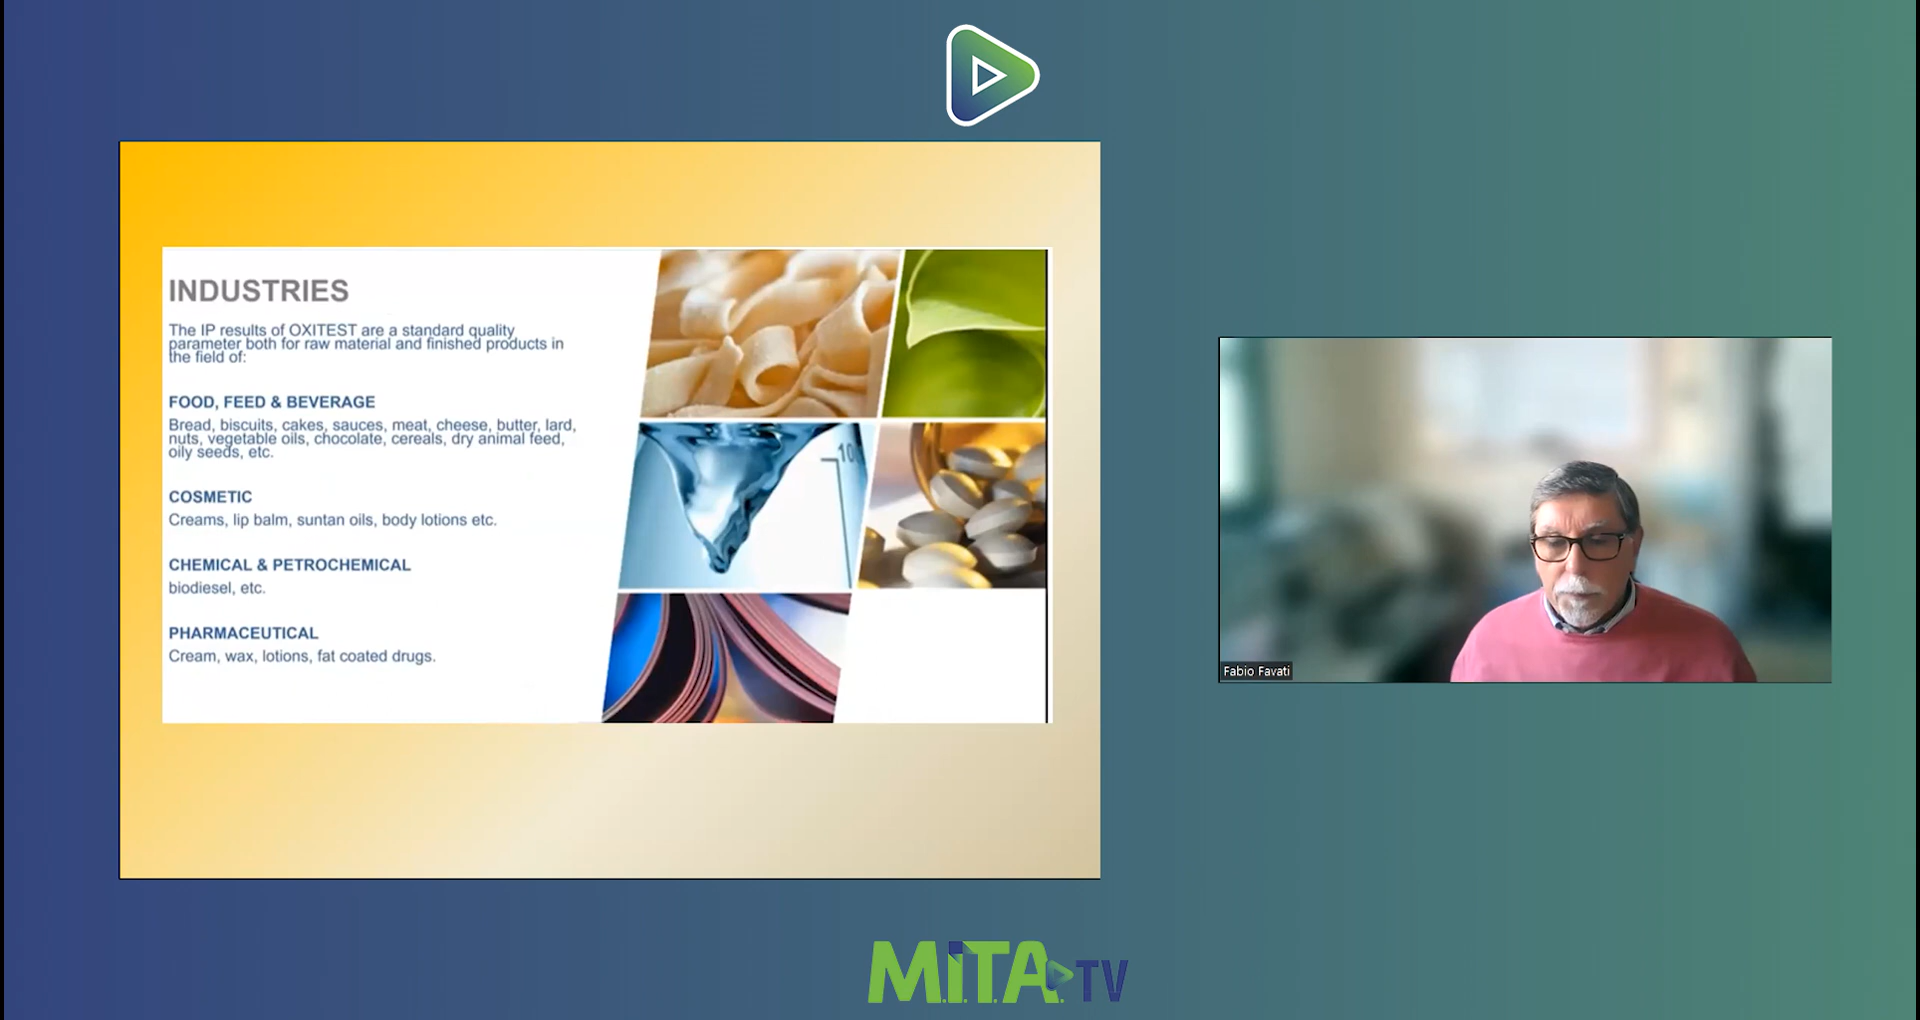 INDUSTRIES
The IP results of OXITEST are a standard quality
parameter both for raw material and finished products in
the field of:
FOOD, FEED & BEVERAGE
Bread, biscuits, cakes, sauces, meat, cheese, butter, lard,
nuts, vegetable oils, chocolate, cereals, dry animal feed,
oily seeds, etc.
COSMETIC
Creams, lip balm, suntan oils, body lotions etc.
CHEMICAL & PETROCHEMICAL
biodiesel, etc.
PHARMACEUTICAL
Cream, wax, lotions, fat coated drugs.
10
Fabio Favati
M.I.T.A. TV